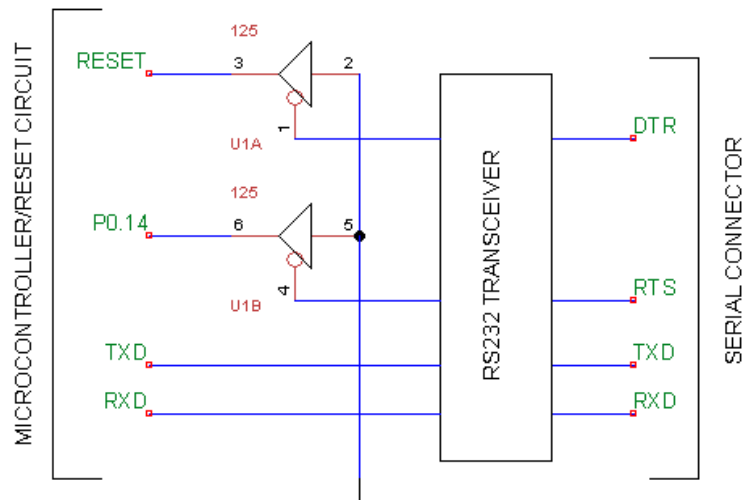 MICROCONTROLLER/RESET CIRCUIT
125
RESET
3
2
1
U1A
DTR
125
P0.14
6
5
4
U1B
RTS
TXD
TXD
RXD
RXD
RS232 TRANSCEIVER
SERIAL CONNECTOR